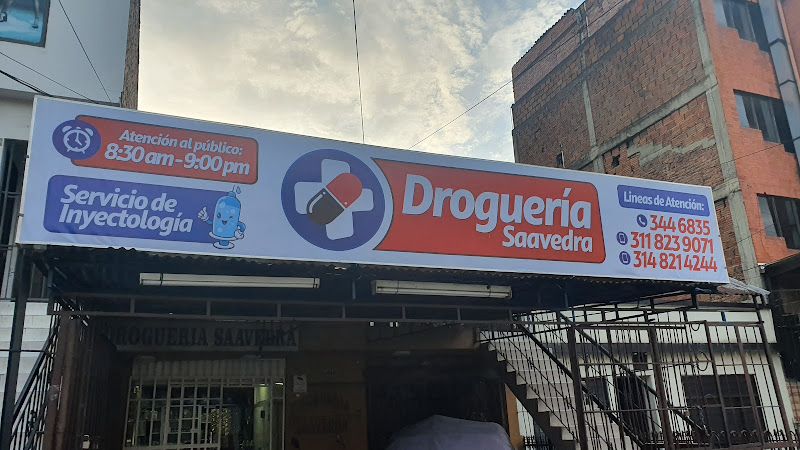 Atención al público:
8:30 am - 9:00 pm
Servicio de
Inyectología
Droguería
Saavedra
Lineas de Atención:
344 6835
311 823 9071
314 821 4244
DROGUERIA SAAVEDRA
SAAVEDRA